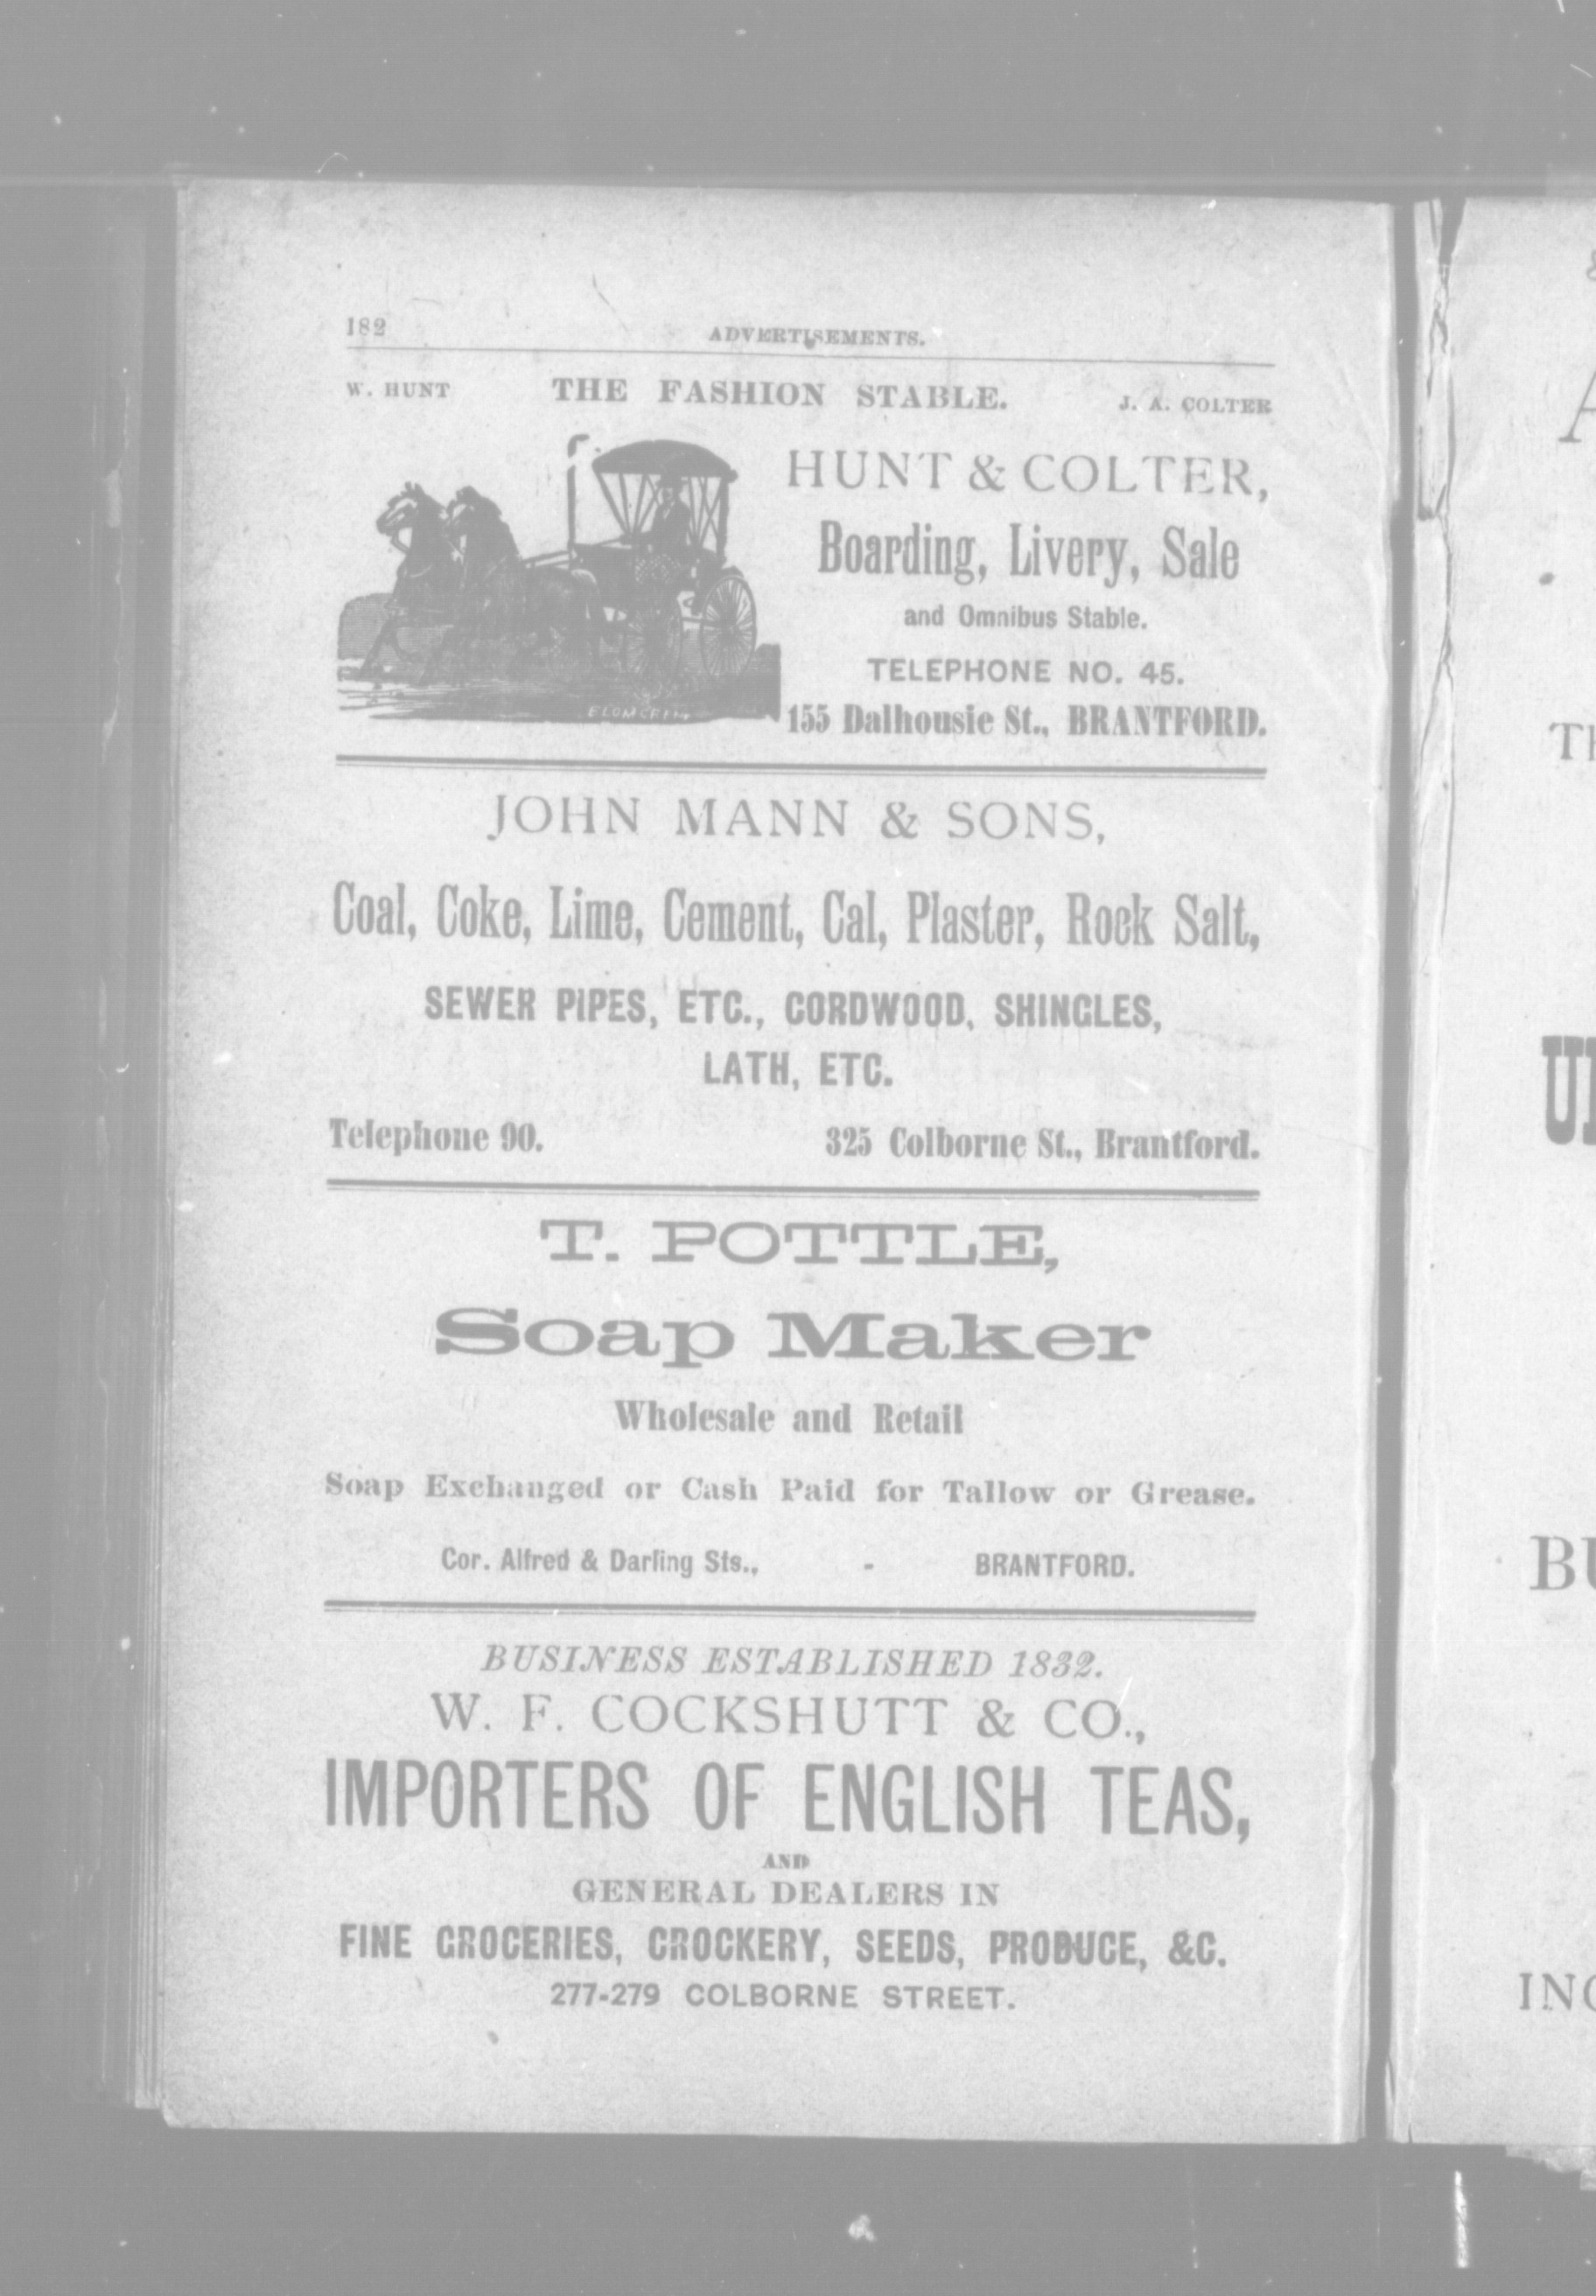 182
ADVERTISEMENTS.
W. HUNT THE FASHION STABLE. J. A. COLTER
HUNT & COLTER,
Boarding, Livery, Sale
and Omnibus Stable.
TELEPHONE NO. 45.
155 Dalhousie St., BRANTFORD.
JOHN MANN & SONS,
Coal, Coke, Lime, Cement, Cal, Plaster, Rock Salt,
SEWER PIPES, ETC., CORDWOOD, SHINGLES,
LATH, ETC.
Telephone 90. 325 Colborne St., Brantford.
T. POTTLE,
Soap Maker
Wholesale and Retail
Soap Exchanged or Cash Paid for Tallow or Grease.
Cor. Alfred & Darling Sts., - BRANTFORD.
BUSINESS ESTABLISHED 1832.
W. F. COCKSHUTT & CO.,
IMPORTERS OF ENGLISH TEAS,
AND
GENERAL DEALERS IN
FINE GROCERIES, CROCKERY, SEEDS, PRODUCE, &C.
277-279 COLBORNE STREET.